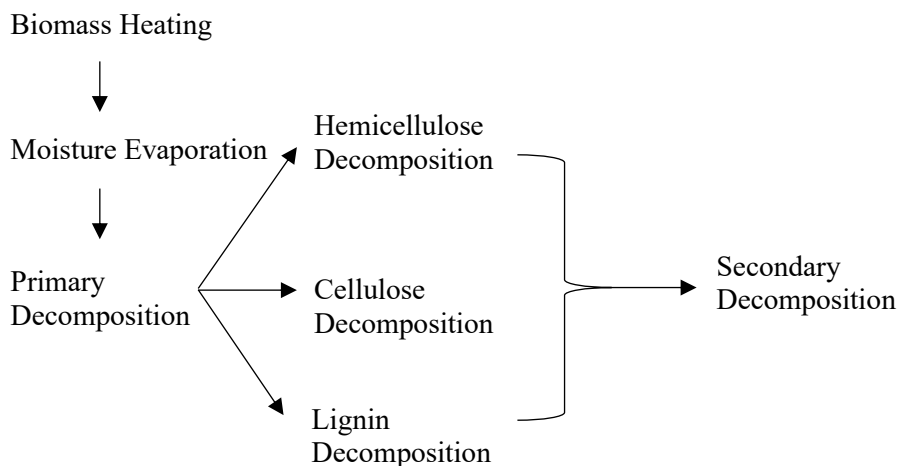 Biomass Heating
Moisture Evaporation
Primary
Decomposition
Hemicellulose
Decomposition
Cellulose
Decomposition
Lignin
Decomposition
Secondary
Decomposition